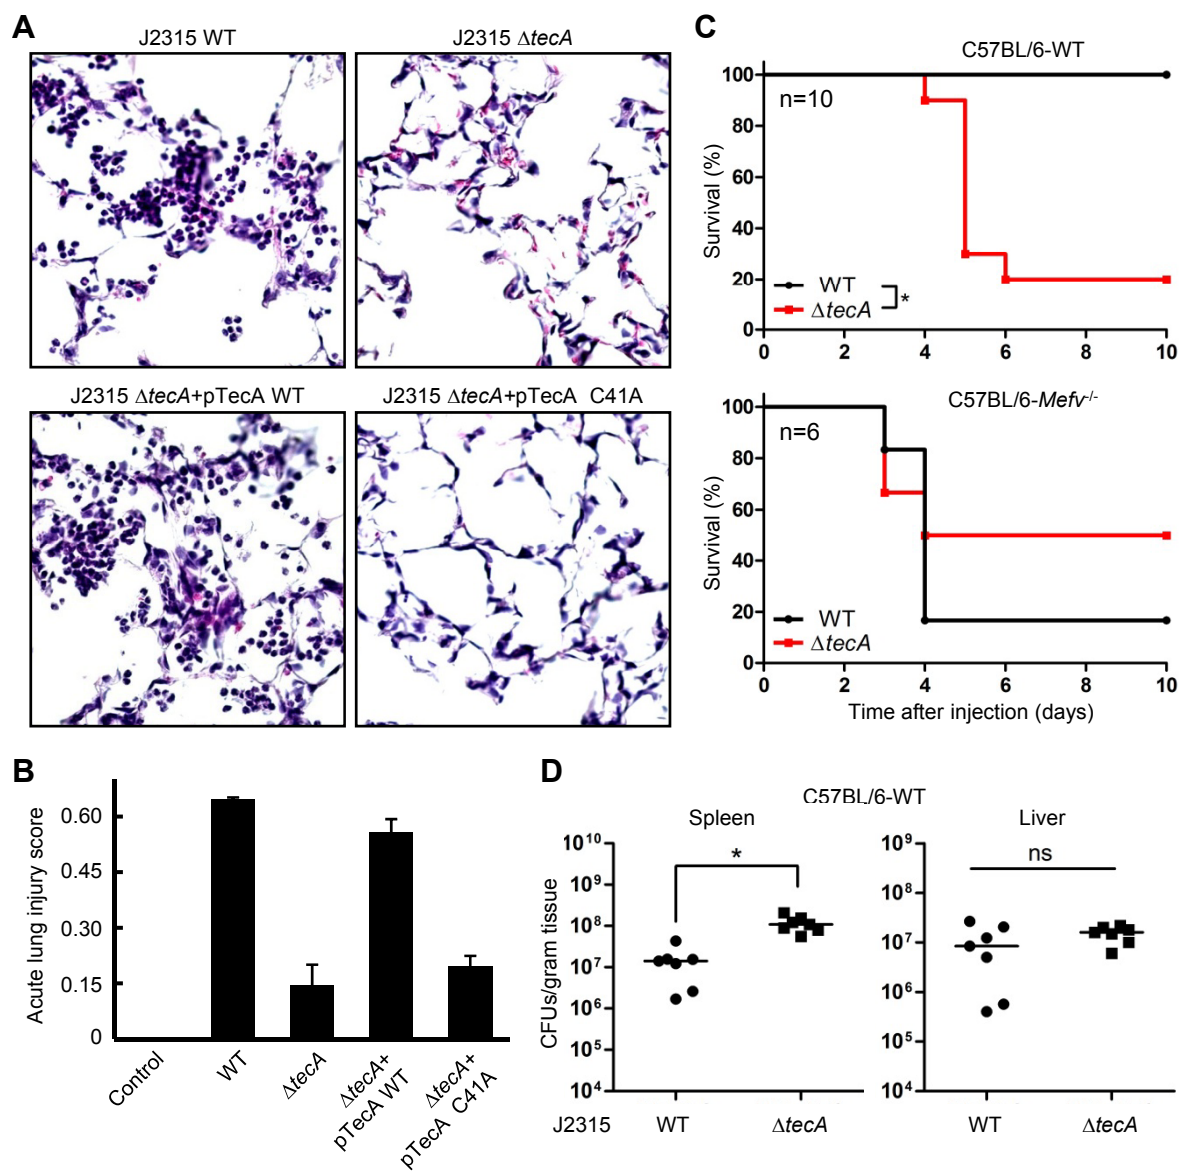 A
J2315 WT
J2315 ΔtecA
J2315 ΔtecA+pTecA WT
J2315 ΔtecA+pTecA C41A
C
C57BL/6-WT
100
80
60
40
20
0
Survival (%)
n=10
WT
ΔtecA
*
0 2 4 6 8 10
C57BL/6-Mefv-/-
100
80
60
40
20
0
Survival (%)
n=6
WT
ΔtecA
0 2 4 6 8 10
Time after injection (days)
B
Acute lung injury score
0.60
0.45
0.30
0.15
0
Control
WT
ΔtecA
ΔtecA+
pTecA WT
ΔtecA+
pTecA C41A
D
C57BL/6-WT
Spleen
CFUs/gram tissue
10^10
10^9
10^8
10^7
10^6
10^5
10^4
*
Liver
10^9
10^8
10^7
10^6
10^5
10^4
ns
J2315 WT ΔtecA WT ΔtecA